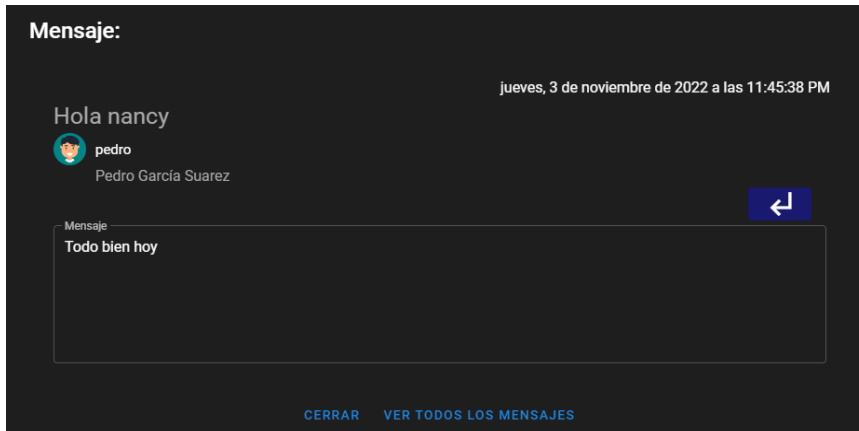 Mensaje:
jueves, 3 de noviembre de 2022 a las 11:45:38 PM
Hola nancy
pedro
Pedro García Suarez
Mensaje
Todo bien hoy
CERRAR VER TODOS LOS MENSAJES